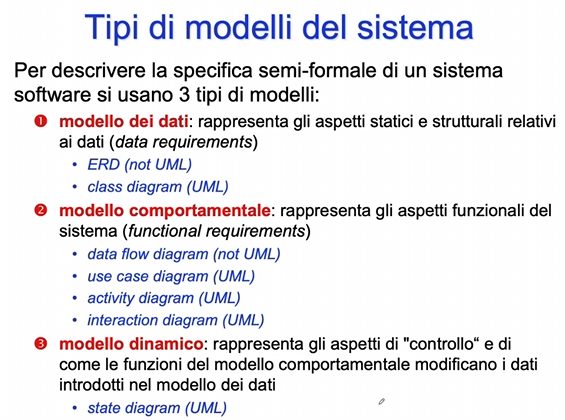 Tipi di modelli del sistema
Per descrivere la specifica semi-formale di un sistema
software si usano 3 tipi di modelli:
❶ modello dei dati: rappresenta gli aspetti statici e strutturali relativi
ai dati (data requirements)
• ERD (not UML)
• class diagram (UML)
❷ modello comportamentale: rappresenta gli aspetti funzionali del
sistema (functional requirements)
• data flow diagram (not UML)
• use case diagram (UML)
• activity diagram (UML)
• interaction diagram (UML)
❸ modello dinamico: rappresenta gli aspetti di "controllo“ e di
come le funzioni del modello comportamentale modificano i dati
introdotti nel modello dei dati
• state diagram (UML)